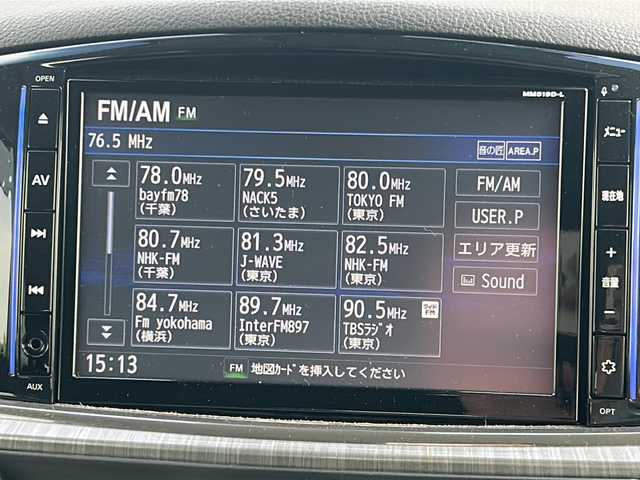 OPEN
MM519D-L
FM/AM FM
76.5 MHz
音の匠 AREA.P
78.0MHz
bayfm78
(千葉)
79.5MHz
NACK5
(さいたま)
80.0MHz
TOKYO FM
(東京)
FM/AM
USER.P
80.7MHz
NHK-FM
(千葉)
81.3MHz
J-WAVE
(東京)
82.5MHz
NHK-FM
(東京)
エリア更新
Sound
84.7MHz
Fm yokohama
(横浜)
89.7MHz
InterFM897
(東京)
90.5MHz
ワイドFM
TBSラジオ
(東京)
15:13
FM 地図カードを挿入してください
AV
AUX
メニュー
現在地
+
音量
−
OPT